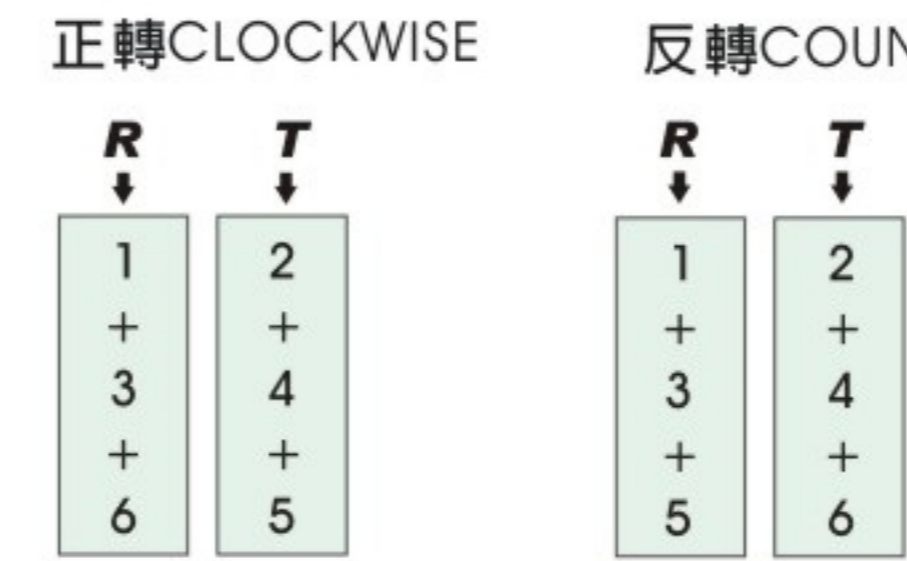 正轉CLOCKWISE
R T
1 2
+ +
3 4
+ +
6 5
反轉COUN
R T
1 2
+ +
3 4
+ +
5 6